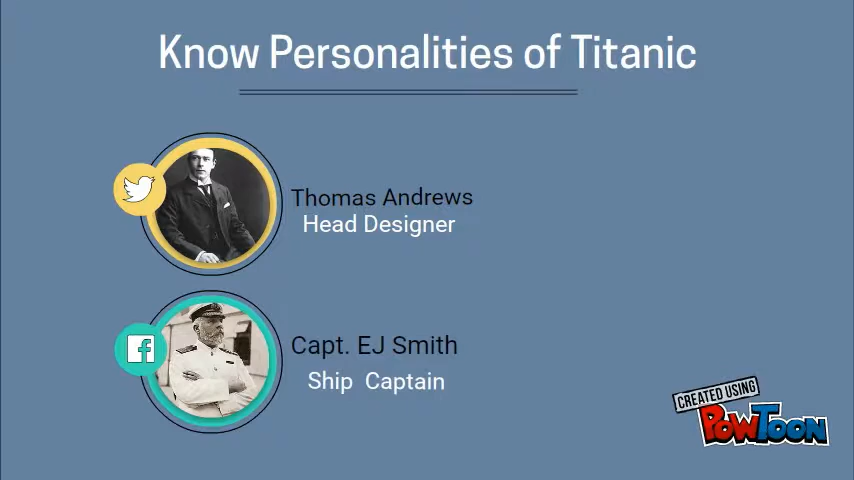 Know Personalities of Titanic
Thomas Andrews
Head Designer
Capt. EJ Smith
Ship Captain
CREATED USING
POWTOON